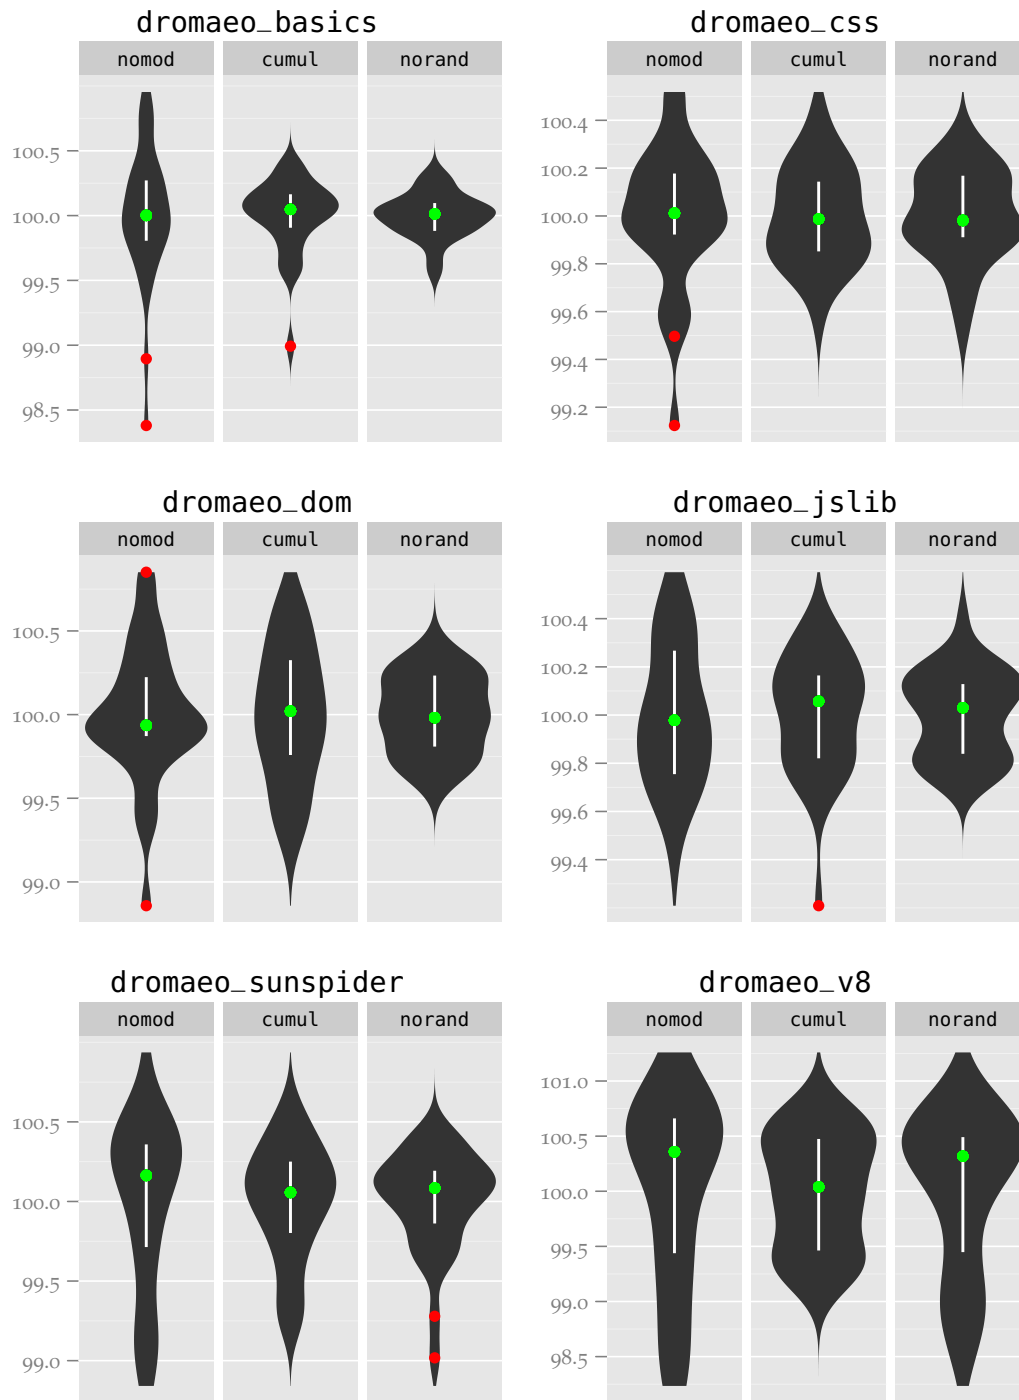 dromaeo_basics
nomod cumul norand
100.5
100.0
99.5
99.0
98.5
dromaeo_css
nomod cumul norand
100.4
100.2
100.0
99.8
99.6
99.4
99.2
dromaeo_dom
nomod cumul norand
100.5
100.0
99.5
99.0
dromaeo_jslib
nomod cumul norand
100.4
100.2
100.0
99.8
99.6
99.4
dromaeo_sunspider
nomod cumul norand
100.5
100.0
99.5
99.0
dromaeo_v8
nomod cumul norand
101.0
100.5
100.0
99.5
99.0
98.5